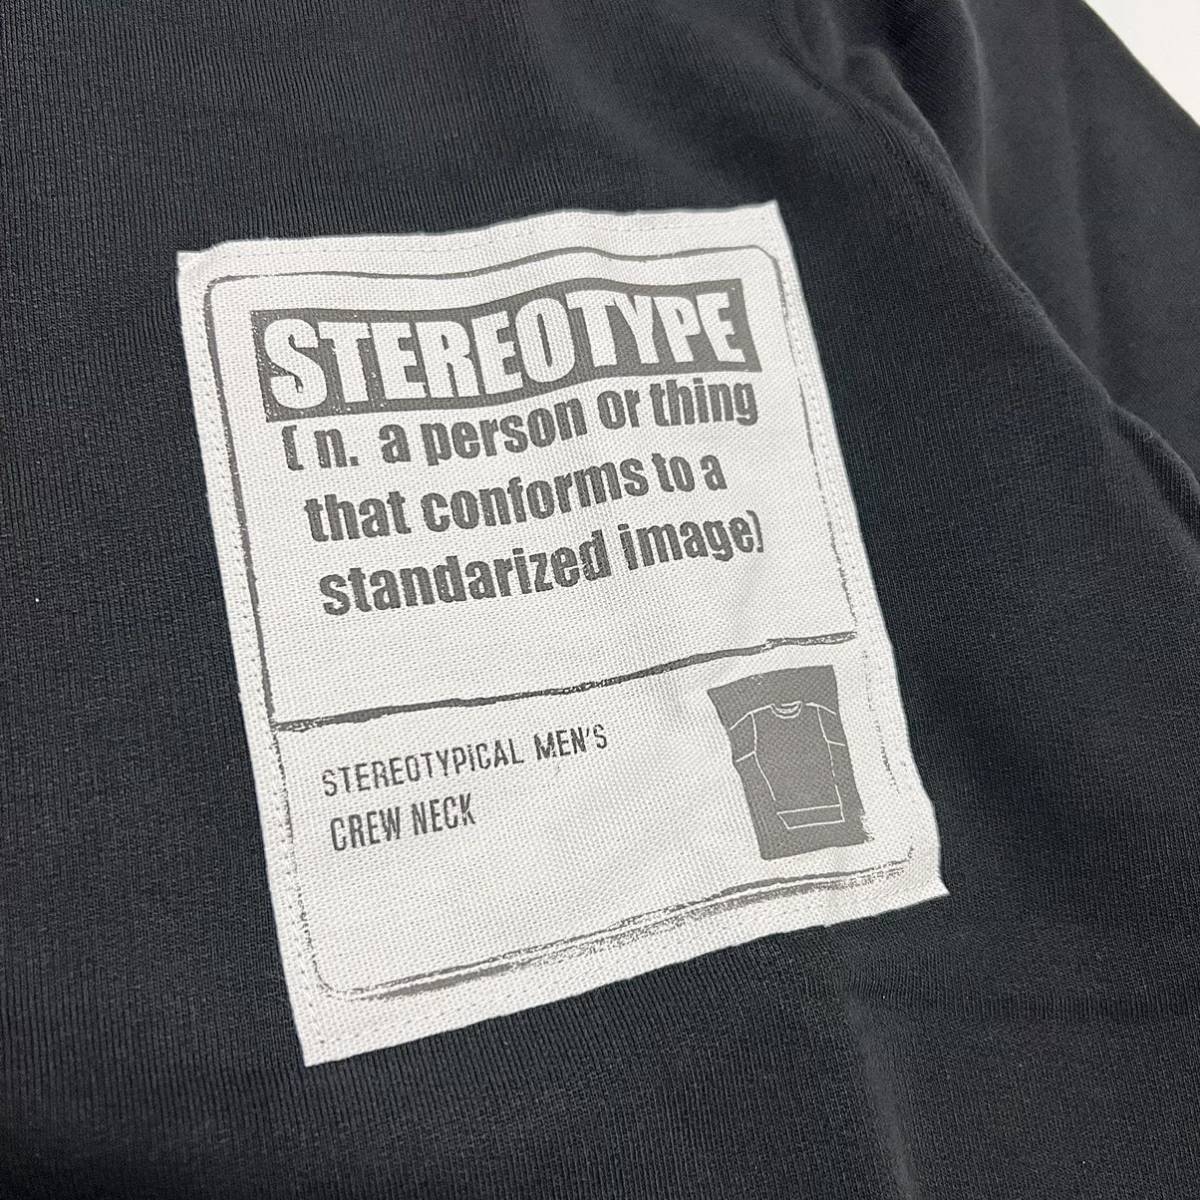 STEREOTYPE
[n. a person or thing
that conforms to a
standarized image]
STEREOTYPICAL MEN'S
CREW NECK